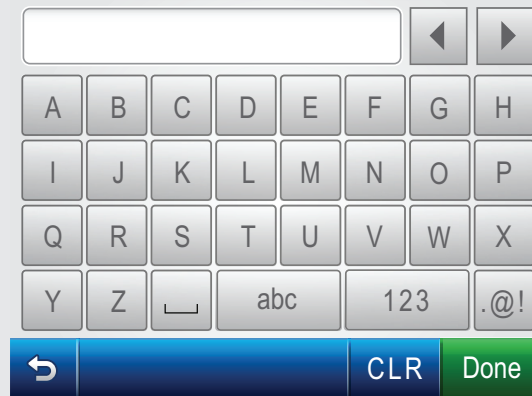 A B C D E F G H
I J K L M N O P
Q R S T U V W X
Y Z abc 123 .@!
CLR Done